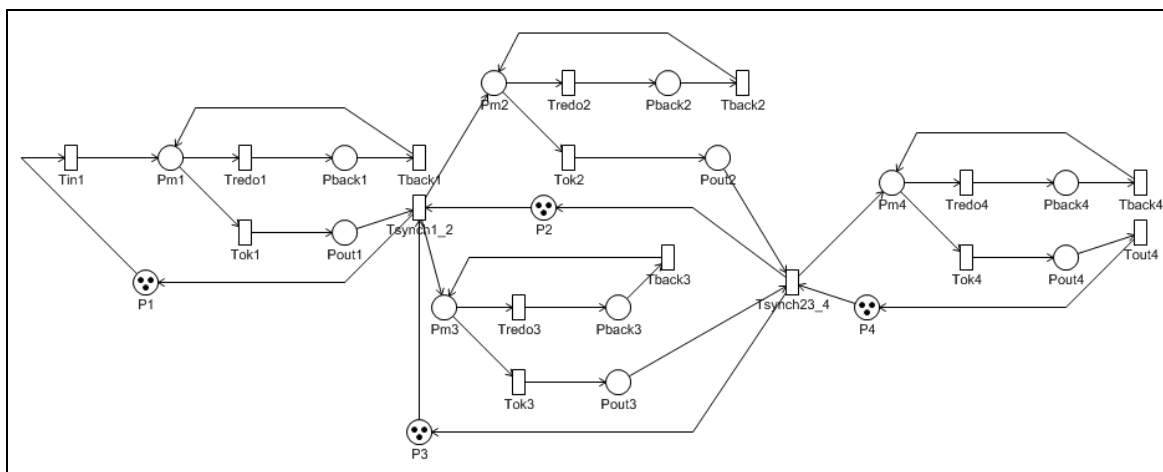 Pm2
Tredo2
Pback2
Tback2
Tin1
Pm1
Tredo1
Pback1
Tback1
Tok2
Pout2
Pm4
Tredo4
Pback4
Tback4
Tok1
Pout1
Tsynch1_2
P2
Tok4
Pout4
Tout4
P1
Tback3
Pm3
Tredo3
Pback3
Tsynch23_4
P4
Tok3
Pout3
P3